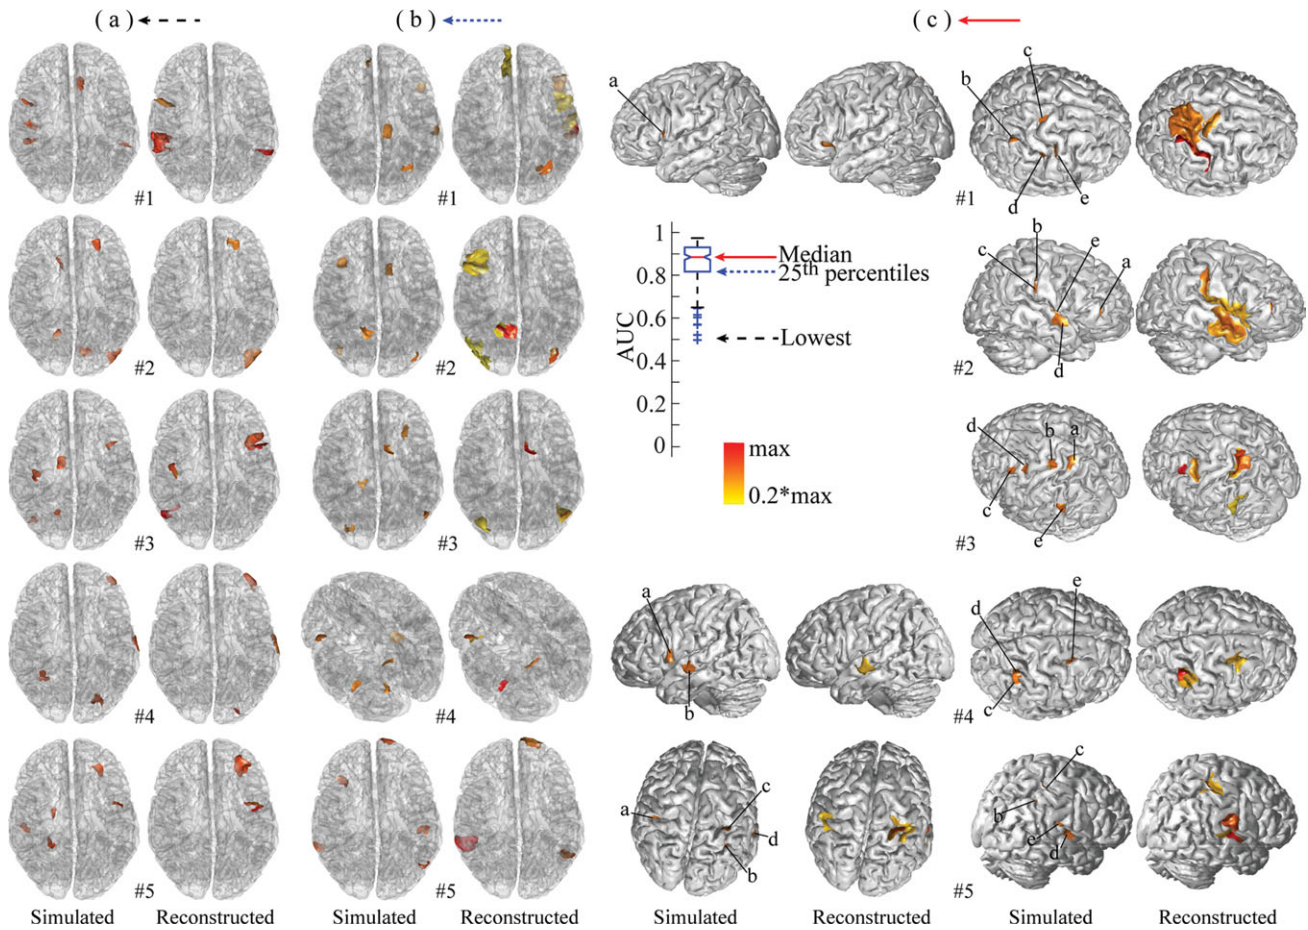 (a) (b) (c)
c
a b
#1 #1 d e #1
1
0.8
0.6
0.4
0.2
0
AUC
Median
25th percentiles
Lowest
max
0.2*max
b e
c a
d
#2 #2 #2
d b a
c
e
#3 #3 #3
a e
d
b c
#4 #4 #4
c
a
d
b
c
b
e
d
#5 #5 #5
Simulated Reconstructed Simulated Reconstructed Simulated Reconstructed Simulated Reconstructed